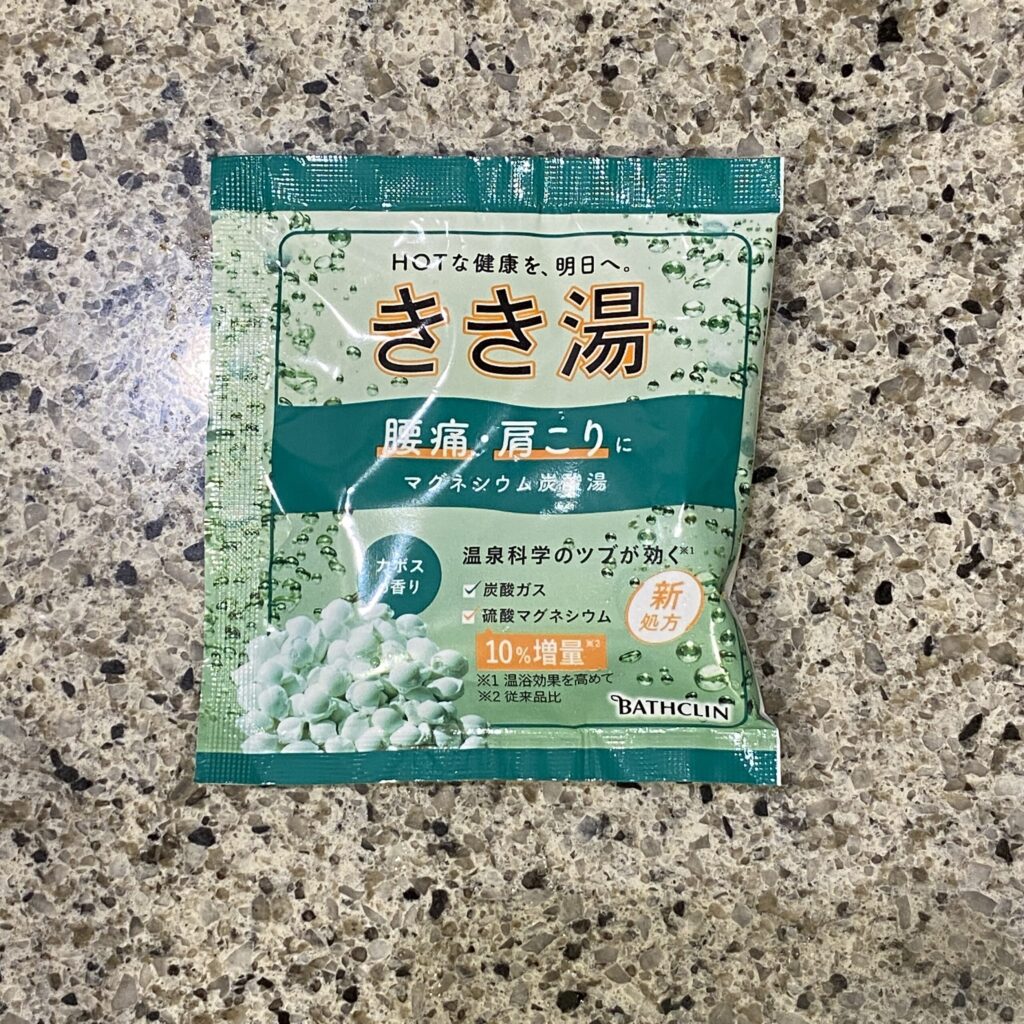 HOTな健康を、明日へ。
きき湯
腰痛・肩こりに
マグネシウム炭酸湯
カボス
の香り
温泉科学のツブが効く※1
炭酸ガス
硫酸マグネシウム
10%増量※2
新
処方
※1 温浴効果を高めて
※2 従来品比
BATHCLIN